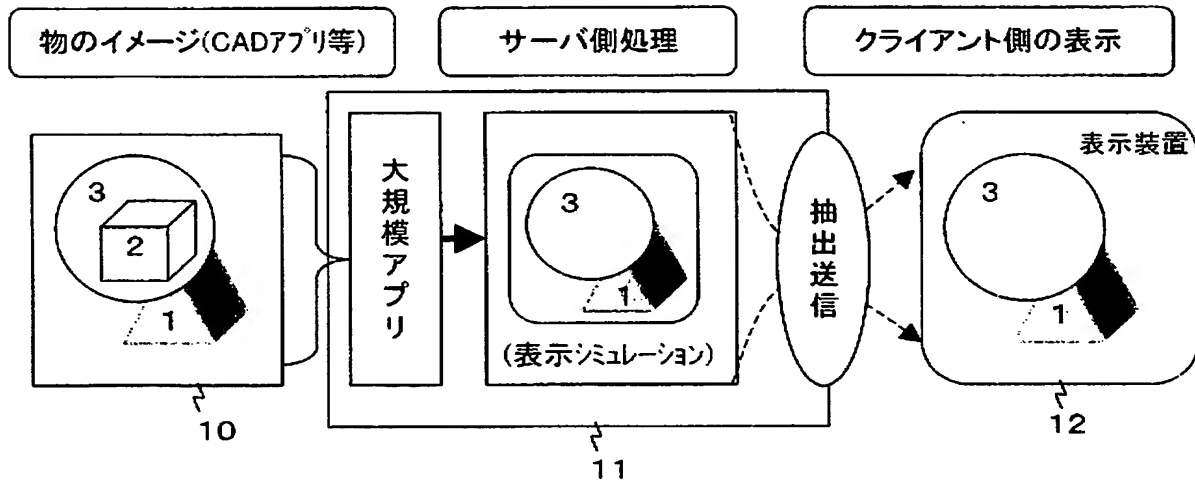 物のイメージ(CADアプリ等)
サーバ側処理
クライアント側の表示
3
2
1
10
大規模アプリ
3
1
(表示シミュレーション)
抽出送信
11
表示装置
3
1
12